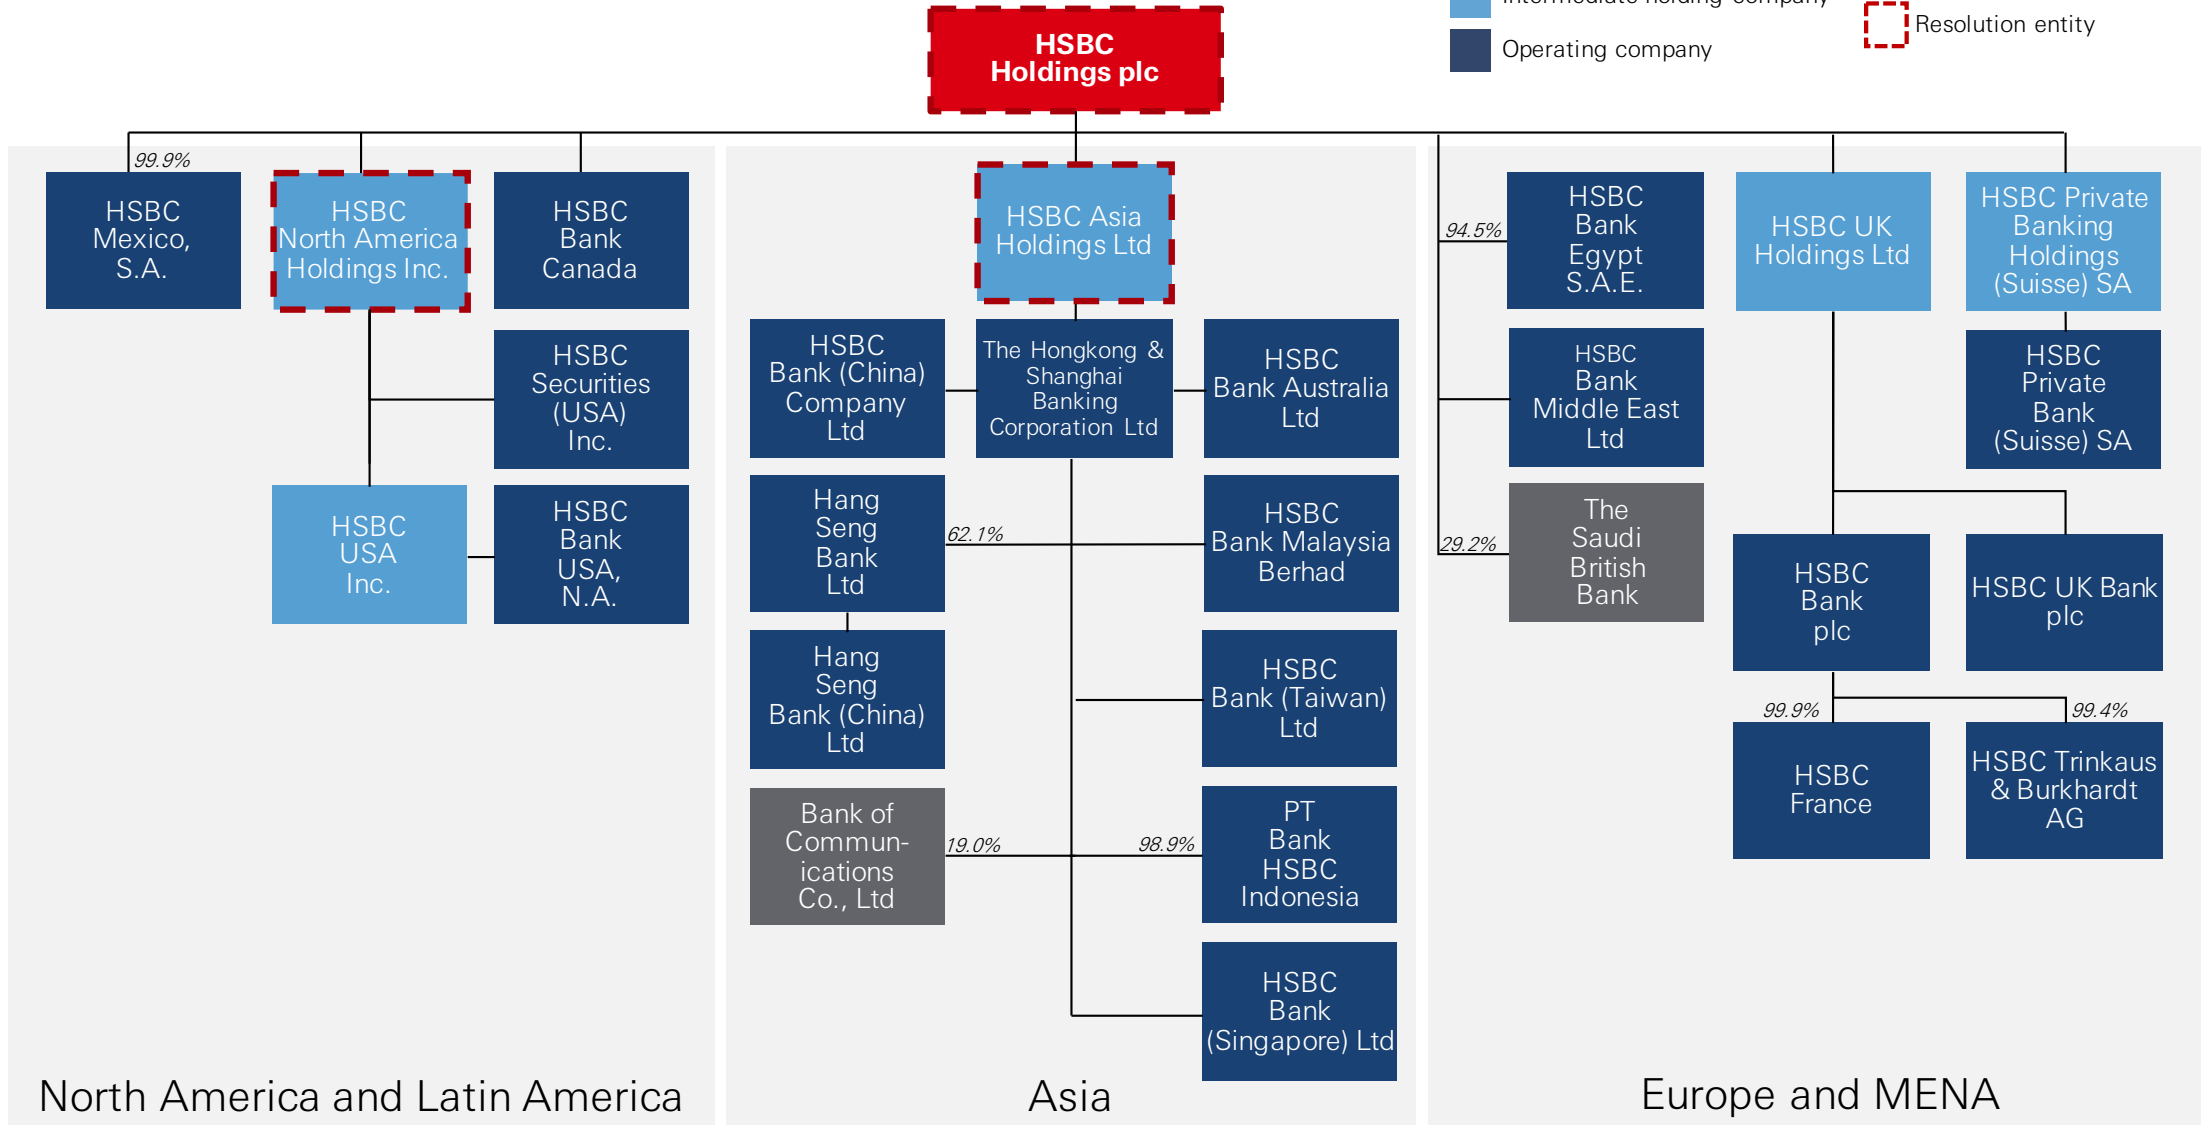 Intermediate holding company
Operating company
Resolution entity
HSBC
Holdings plc
99.9%
HSBC
Mexico,
S.A.
HSBC
North America
Holdings Inc.
HSBC
Bank
Canada
HSBC
Securities
(USA)
Inc.
HSBC
USA
Inc.
HSBC
Bank
USA,
N.A.
North America and Latin America
HSBC Asia
Holdings Ltd
HSBC
Bank (China)
Company
Ltd
The Hongkong &
Shanghai
Banking
Corporation Ltd
HSBC
Bank Australia
Ltd
Hang
Seng
Bank
Ltd
62.1%
HSBC
Bank Malaysia
Berhad
Hang
Seng
Bank (China)
Ltd
HSBC
Bank (Taiwan)
Ltd
Bank of
Commun-
ications
Co., Ltd
19.0%
98.9%
PT
Bank
HSBC
Indonesia
HSBC
Bank
(Singapore) Ltd
Asia
94.5%
HSBC
Bank
Egypt
S.A.E.
HSBC UK
Holdings Ltd
HSBC Private
Banking
Holdings
(Suisse) SA
HSBC
Bank
Middle East
Ltd
HSBC
Private
Bank
(Suisse) SA
29.2%
The
Saudi
British
Bank
HSBC
Bank
plc
HSBC UK Bank
plc
99.9%
99.4%
HSBC
France
HSBC Trinkaus
& Burkhardt
AG
Europe and MENA